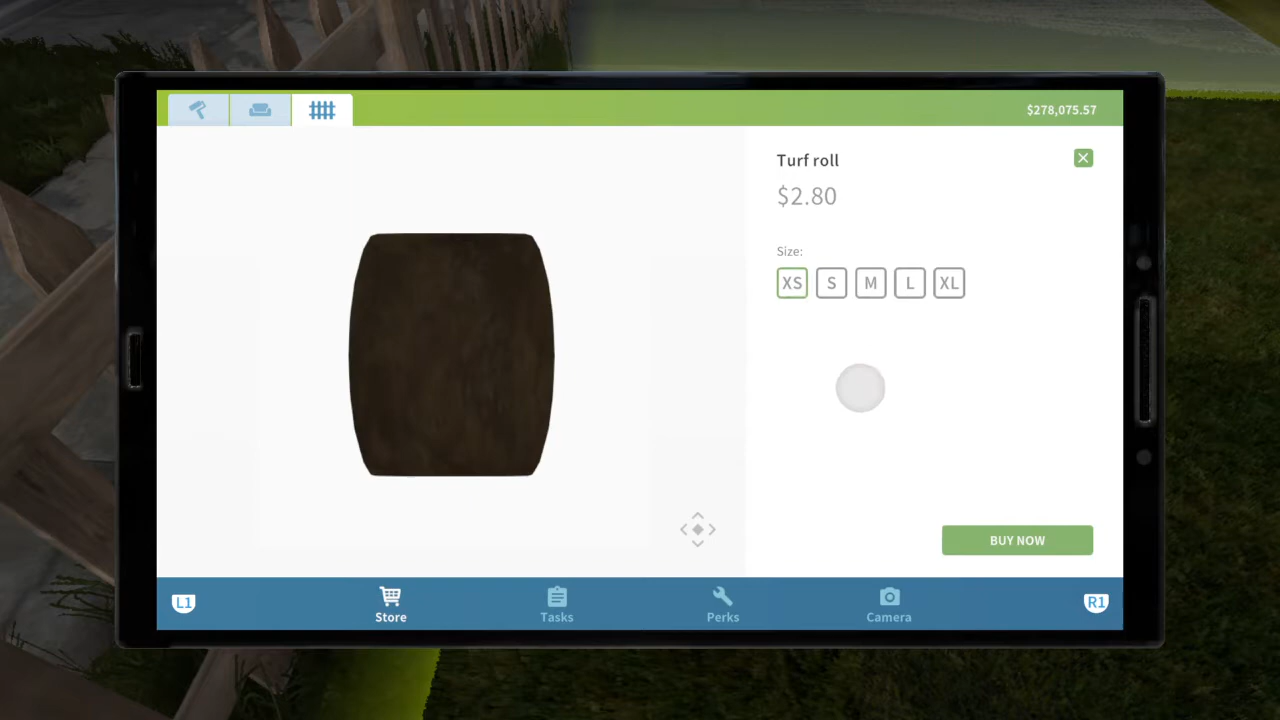 $278,075.57
Turf roll
$2.80
Size:
XS S M L XL
BUY NOW
L1 Store Tasks Perks Camera R1